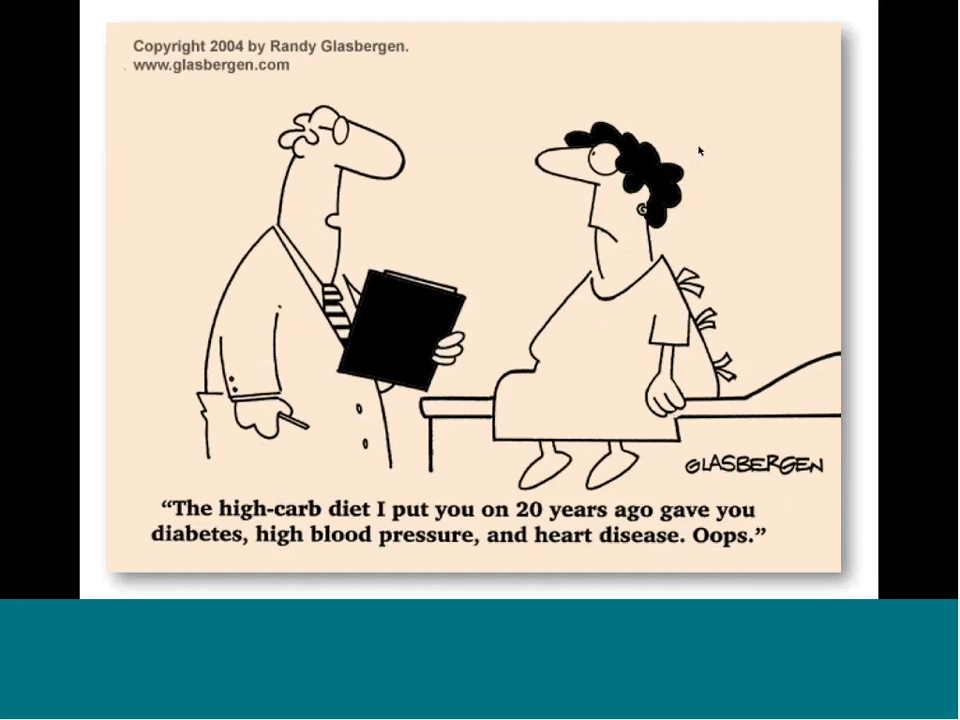 Copyright 2004 by Randy Glasbergen.
www.glasbergen.com
GLASBERGEN
“The high-carb diet I put you on 20 years ago gave you
diabetes, high blood pressure, and heart disease. Oops.”